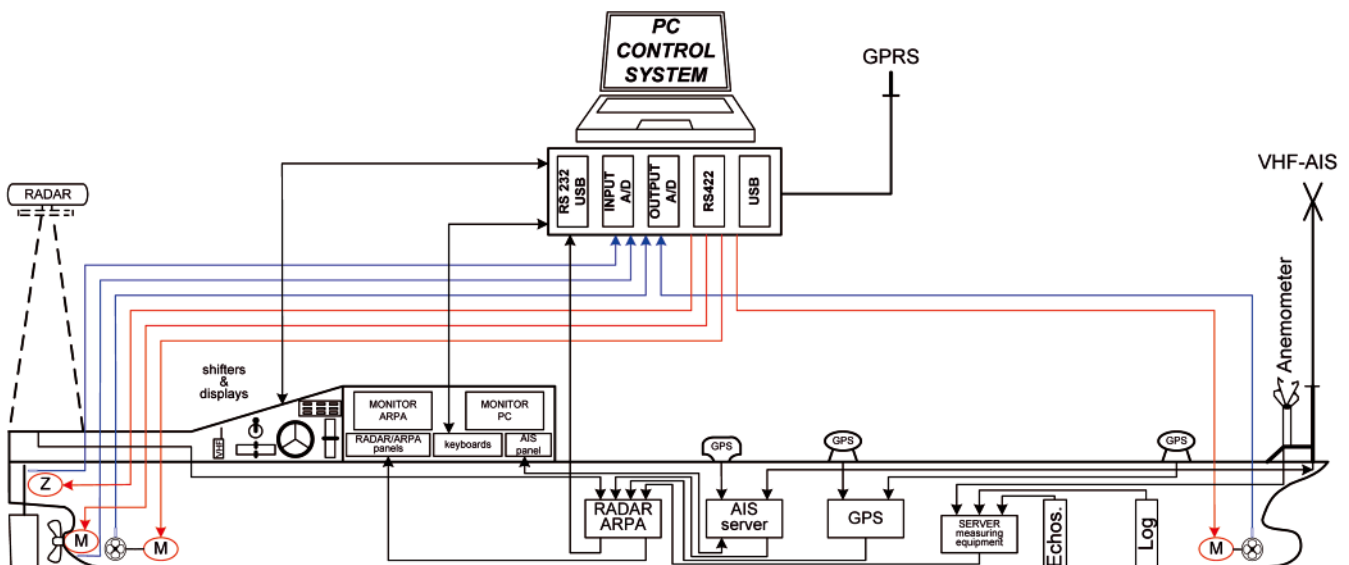 PC
CONTROL
SYSTEM
GPRS
RS 232
USB
INPUT
A/D
OUTPUT
A/D
RS422
USB
VHF-AIS
RADAR
Anemometer
shifters
&
displays
VHF
MONITOR
ARPA
MONITOR
PC
RADAR/ARPA
panels
keyboards
AIS
panel
GPS
GPS
GPS
Z
M
M
RADAR
ARPA
AIS
server
GPS
SERVER
measuring
equipment
Echos.
Log
M